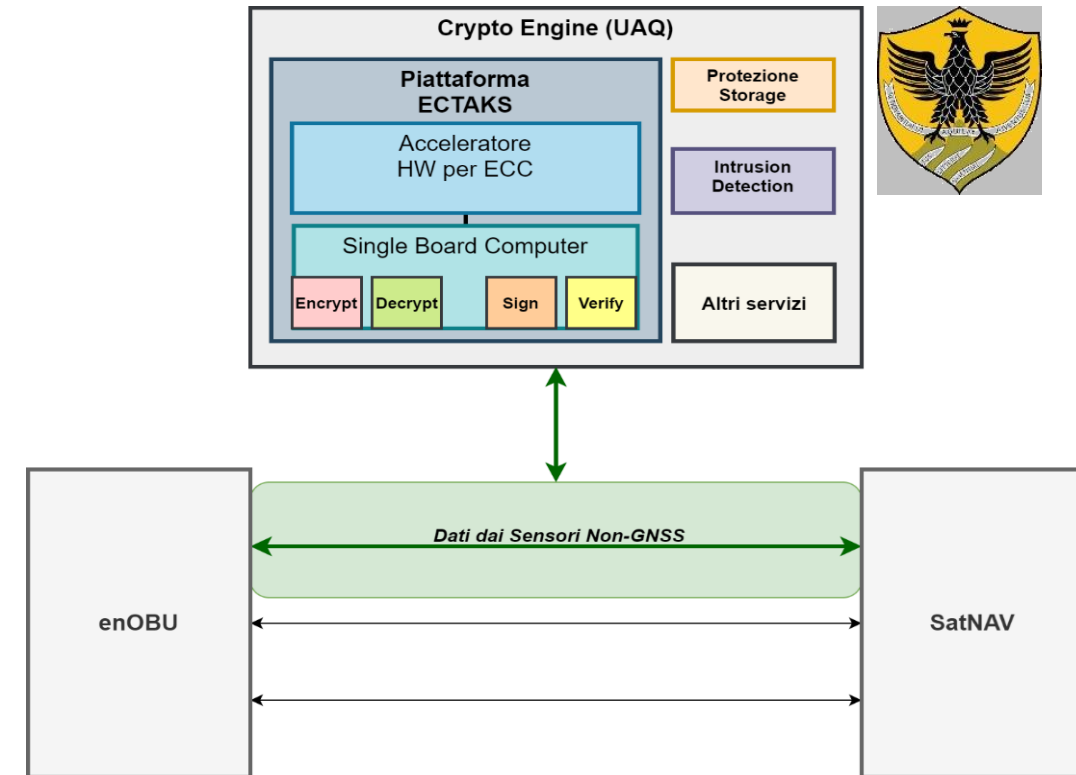 Crypto Engine (UAQ)
Piattaforma
ECTAKS
Acceleratore
HW per ECC
Single Board Computer
Encrypt
Decrypt
Sign
Verify
Protezione
Storage
Intrusion
Detection
Altri servizi
Dati dai Sensori Non-GNSS
enOBU
SatNAV